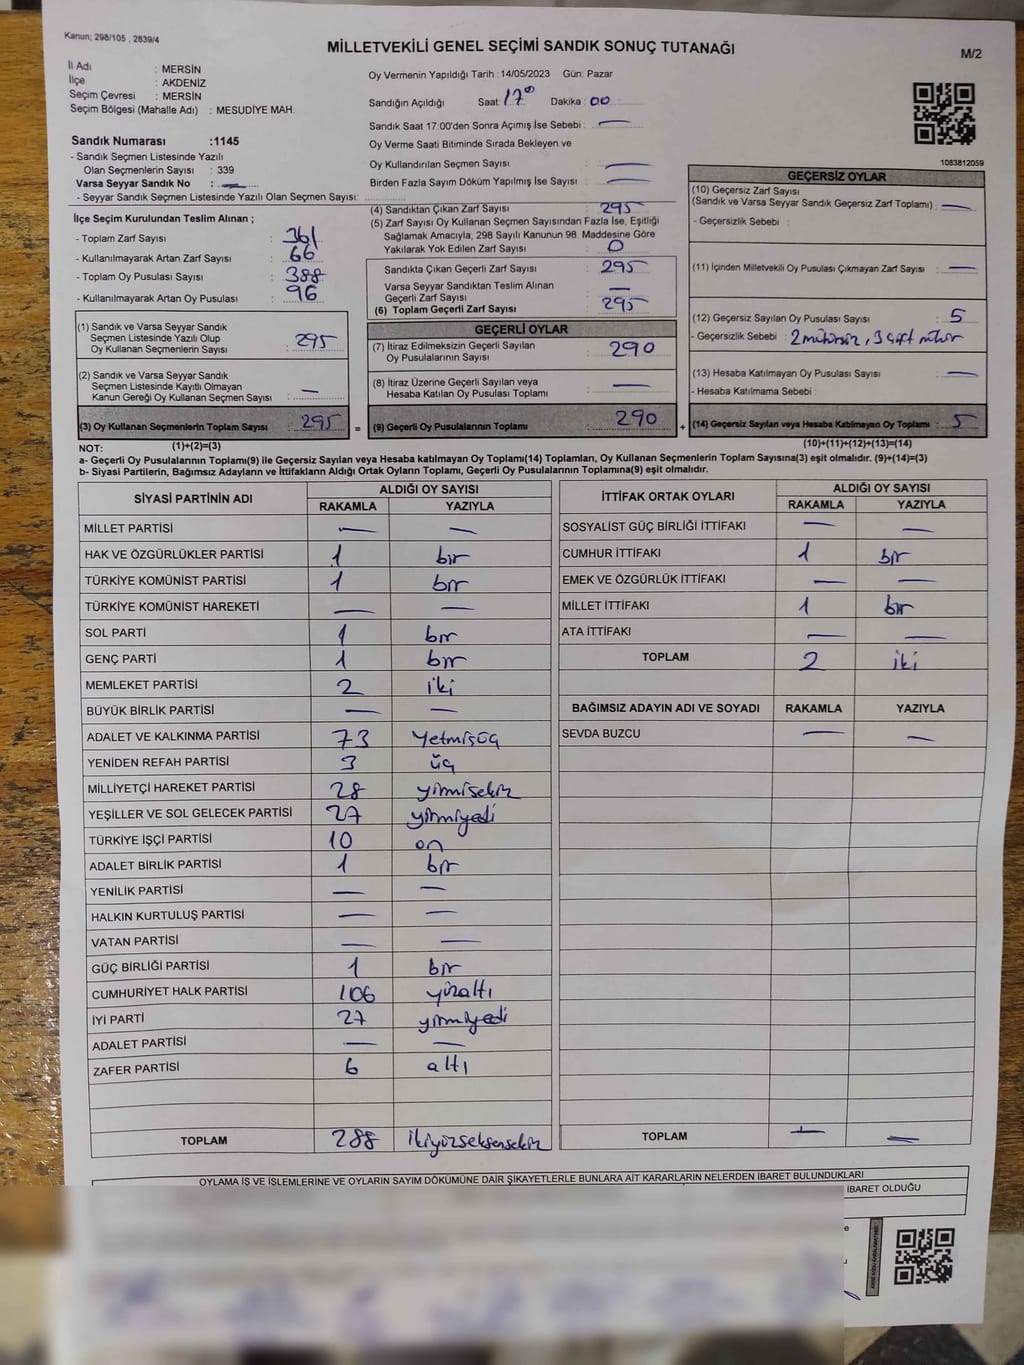 Kanun; 298/105 , 2839/4
MİLLETVEKİLİ GENEL SEÇİMİ SANDIK SONUÇ TUTANAĞI
M/2
İl Adı : MERSİN
İlçe : AKDENİZ
Seçim Çevresi : MERSİN
Seçim Bölgesi (Mahalle Adı) : MESUDİYE MAH.
Sandık Numarası :1145
- Sandık Seçmen Listesinde Yazılı
Olan Seçmenlerin Sayısı : 339
Varsa Seyyar Sandık No : —
- Seyyar Sandık Seçmen Listesinde Yazılı Olan Seçmen Sayısı:
İlçe Seçim Kurulundan Teslim Alınan ;
- Toplam Zarf Sayısı : 361
- Kullanılmayarak Artan Zarf Sayısı : 66
- Toplam Oy Pusulası Sayısı : 388
- Kullanılmayarak Artan Oy Pusulası : 96
Oy Vermenin Yapıldığı Tarih : 14/05/2023 Gün: Pazar
Sandığın Açıldığı Saat: 17⁰⁰ Dakika : 00
Sandık Saat 17:00'den Sonra Açılmış İse Sebebi : —
Oy Verme Saati Bitiminde Sırada Bekleyen ve
Oy Kullandırılan Seçmen Sayısı : —
Birden Fazla Sayım Döküm Yapılmış İse Sayısı : —
(4) Sandıktan Çıkan Zarf Sayısı : 295
(5) Zarf Sayısı Oy Kullanan Seçmen Sayısından Fazla İse, Eşitliği
Sağlamak Amacıyla; 298 Sayılı Kanunun 98. Maddesine Göre
Yakılarak Yok Edilen Zarf Sayısı : 0
Sandıkta Çıkan Geçerli Zarf Sayısı : 295
Varsa Seyyar Sandıktan Teslim Alınan
Geçerli Zarf Sayısı : —
(6) Toplam Geçerli Zarf Sayısı : 295
1083812059
GEÇERSİZ OYLAR
(10) Geçersiz Zarf Sayısı
(Sandık ve Varsa Seyyar Sandık Geçersiz Zarf Toplamı) : —
- Geçersizlik Sebebi :
(11) İçinden Milletvekili Oy Pusulası Çıkmayan Zarf Sayısı : —
(12) Geçersiz Sayılan Oy Pusulası Sayısı : 5
- Geçersizlik Sebebi : 2 mühürsüz, 3 çift mühür
(13) Hesaba Katılmayan Oy Pusulası Sayısı : —
- Hesaba Katılmama Sebebi :
(14) Geçersiz Sayılan veya Hesaba Katılmayan Oy Toplamı : 5
(10)+(11)+(12)+(13)=(14)
(1) Sandık ve Varsa Seyyar Sandık
Seçmen Listesinde Yazılı Olup
Oy Kullanan Seçmenlerin Sayısı : 295
(2) Sandık ve Varsa Seyyar Sandık
Seçmen Listesinde Kayıtlı Olmayan
Kanun Gereği Oy Kullanan Seçmen Sayısı : —
(3) Oy Kullanan Seçmenlerin Toplam Sayısı : 295 =
(1)+(2)=(3)
GEÇERLİ OYLAR
(7) İtiraz Edilmeksizin Geçerli Sayılan
Oy Pusulalarının Sayısı : 290
(8) İtiraz Üzerine Geçerli Sayılan veya
Hesaba Katılan Oy Pusulası Toplamı : —
(9) Geçerli Oy Pusulalarının Toplamı : 290 +
NOT:
a- Geçerli Oy Pusulalarının Toplamı(9) ile Geçersiz Sayılan veya Hesaba katılmayan Oy Toplamı(14) Toplamları, Oy Kullanan Seçmenlerin Toplam Sayısına(3) eşit olmalıdır. (9)+(14)=(3)
b- Siyasi Partilerin, Bağımsız Adayların ve İttifakların Aldığı Ortak Oyların Toplamı, Geçerli Oy Pusulalarının Toplamına(9) eşit olmalıdır.
SİYASİ PARTİNİN ADI ALDIĞI OY SAYISI
RAKAMLA YAZIYLA
MİLLET PARTİSİ — —
HAK VE ÖZGÜRLÜKLER PARTİSİ 1 bir
TÜRKİYE KOMÜNİST PARTİSİ 1 bir
TÜRKİYE KOMÜNİST HAREKETİ — —
SOL PARTİ 1 bir
GENÇ PARTİ 1 bir
MEMLEKET PARTİSİ 2 iki
BÜYÜK BİRLİK PARTİSİ — —
ADALET VE KALKINMA PARTİSİ 73 Yetmişüç
YENİDEN REFAH PARTİSİ 3 üç
MİLLİYETÇİ HAREKET PARTİSİ 28 yirmisekiz
YEŞİLLER VE SOL GELECEK PARTİSİ 27 yirmiyedi
TÜRKİYE İŞÇİ PARTİSİ 10 on
ADALET BİRLİK PARTİSİ 1 bir
YENİLİK PARTİSİ — —
HALKIN KURTULUŞ PARTİSİ — —
VATAN PARTİSİ — —
GÜÇ BİRLİĞİ PARTİSİ 1 bir
CUMHURİYET HALK PARTİSİ 106 yüzaltı
İYİ PARTİ 27 yirmiyedi
ADALET PARTİSİ — —
ZAFER PARTİSİ 6 altı
TOPLAM 288 ikiyüzseksensekiz
İTTİFAK ORTAK OYLARI ALDIĞI OY SAYISI
RAKAMLA YAZIYLA
SOSYALİST GÜÇ BİRLİĞİ İTTİFAKI — —
CUMHUR İTTİFAKI 1 bir
EMEK VE ÖZGÜRLÜK İTTİFAKI — —
MİLLET İTTİFAKI 1 bir
ATA İTTİFAKI — —
TOPLAM 2 iki
BAĞIMSIZ ADAYIN ADI VE SOYADI RAKAMLA YAZIYLA
SEVDA BUZCU — —
TOPLAM — —
OYLAMA İŞ VE İŞLEMLERİNE VE OYLARIN SAYIM DÖKÜMÜNE DAİR ŞİKAYETLERLE BUNLARA AİT KARARLARIN NELERDEN İBARET BULUNDUKLARI
İBARET OLDUĞU